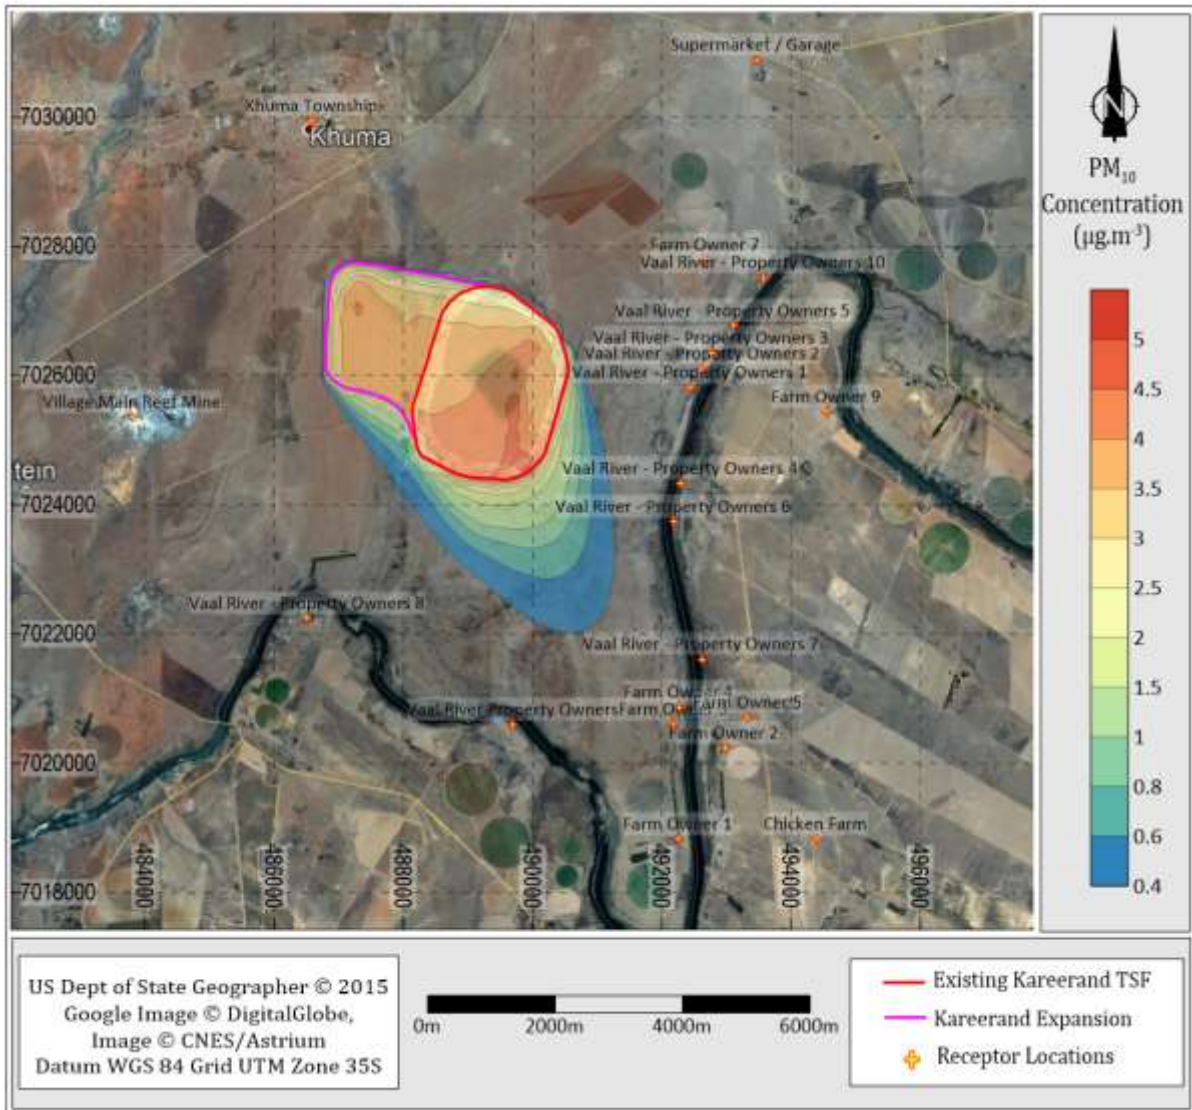 Supermarket / Garage
Khuma Township
Khuma
7030000
7028000
Farm Owner 7
Vaal River - Property Owners 10
Vaal River - Property Owners 5
Vaal River - Property Owners 3
Vaal River - Property Owners 2
7026000
Vaal River - Property Owners 1
Village Main Reef Mine
Farm Owner 9
tein
Vaal River - Property Owners 4
7024000
Vaal River - Property Owners 6
Vaal River - Property Owners 8
7022000
Vaal River - Property Owners 7
Farm Owner 4
Farm Owner 5
Vaal River Property Owners
Farm Owner
Farm Owner 2
7020000
Farm Owner 1
Chicken Farm
7018000
484000
486000
488000
490000
492000
494000
496000
N
PM₁₀
Concentration
(µg.m⁻³)
5
4.5
4
3.5
3
2.5
2
1.5
1
0.8
0.6
0.4
US Dept of State Geographer © 2015
Google Image © DigitalGlobe,
Image © CNES/Astrium
Datum WGS 84 Grid UTM Zone 35S
0m 2000m 4000m 6000m
Existing Kareerand TSF
Kareerand Expansion
Receptor Locations